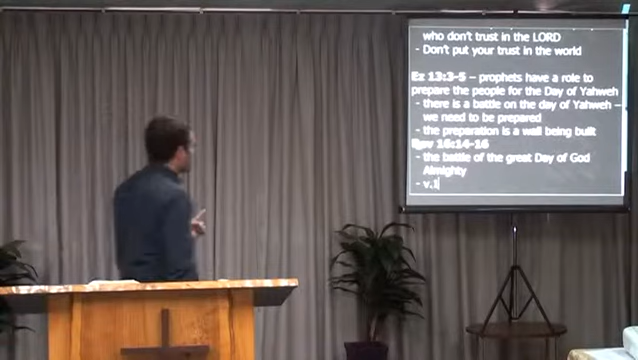 who don't trust in the LORD
- Don't put your trust in the world
Ez 13:3-5 – prophets have a role to
prepare the people for the Day of Yahweh
- there is a battle on the day of Yahweh –
we need to be prepared
- the preparation is a wall being built
Rev 16:14-16
- the battle of the great Day of God
Almighty
- v.1